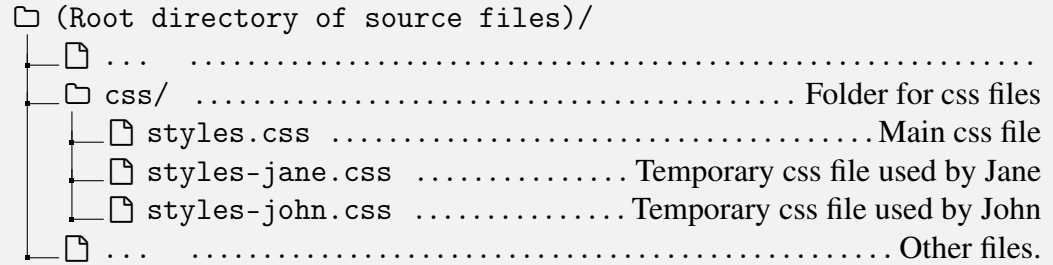 (Root directory of source files)/
... ........................................................
css/ ........................................ Folder for css files
styles.css .................................... Main css file
styles-jane.css ............... Temporary css file used by Jane
styles-john.css ............... Temporary css file used by John
... ............................................... Other files.